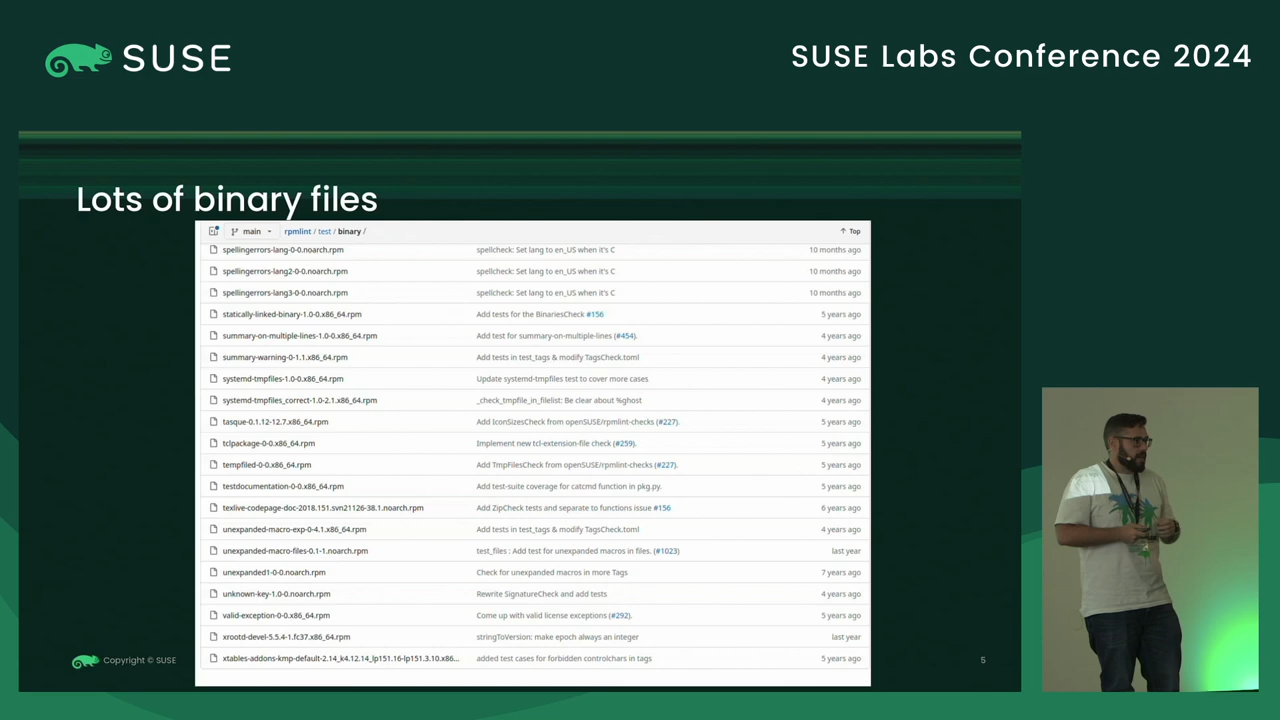 SUSE
SUSE Labs Conference 2024
Lots of binary files
main rpmlint / test / binary / Top
spellingerrors-lang-0-0.noarch.rpm spellcheck: Set lang to en_US when it's C 10 months ago
spellingerrors-lang2-0-0.noarch.rpm spellcheck: Set lang to en_US when it's C 10 months ago
spellingerrors-lang3-0-0.noarch.rpm spellcheck: Set lang to en_US when it's C 10 months ago
statically-linked-binary-1.0-0.x86_64.rpm Add tests for the BinariesCheck #156 5 years ago
summary-on-multiple-lines-1.0-0.x86_64.rpm Add test for summary-on-multiple-lines (#454). 4 years ago
summary-warning-0-1.1.x86_64.rpm Add tests in test_tags & modify TagsCheck.toml 4 years ago
systemd-tmpfiles-1.0-0.x86_64.rpm Update systemd-tmpfiles test to cover more cases 4 years ago
systemd-tmpfiles_correct-1.0-2.1.x86_64.rpm _check_tmpfile_in_filelist: Be clear about %ghost 4 years ago
tasque-0.1.12-12.7.x86_64.rpm Add IconSizesCheck from openSUSE/rpmlint-checks (#227). 5 years ago
tclpackage-0-0.x86_64.rpm Implement new tcl-extension-file check (#259). 5 years ago
tempfiled-0-0.x86_64.rpm Add TmpFilesCheck from openSUSE/rpmlint-checks (#227). 5 years ago
testdocumentation-0-0.x86_64.rpm Add test-suite coverage for catcmd function in pkg.py. 5 years ago
texlive-codepage-doc-2018.151.svn21126-38.1.noarch.rpm Add ZipCheck tests and separate to functions issue #156 6 years ago
unexpanded-macro-exp-0-4.1.x86_64.rpm Add tests in test_tags & modify TagsCheck.toml 4 years ago
unexpanded-macro-files-0.1-1.noarch.rpm test_files : Add test for unexpanded macros in files. (#1023) last year
unexpanded1-0-0.noarch.rpm Check for unexpanded macros in more Tags 7 years ago
unknown-key-1.0-0.noarch.rpm Rewrite SignatureCheck and add tests 4 years ago
valid-exception-0-0.x86_64.rpm Come up with valid license exceptions (#292). 5 years ago
xrootd-devel-5.5.4-1.fc37.x86_64.rpm stringToVersion: make epoch always an integer last year
xtables-addons-kmp-default-2.14_k4.12.14_lp151.16-lp151.3.10.x86... added test cases for forbidden controlchars in tags 5 years ago
Copyright © SUSE 5